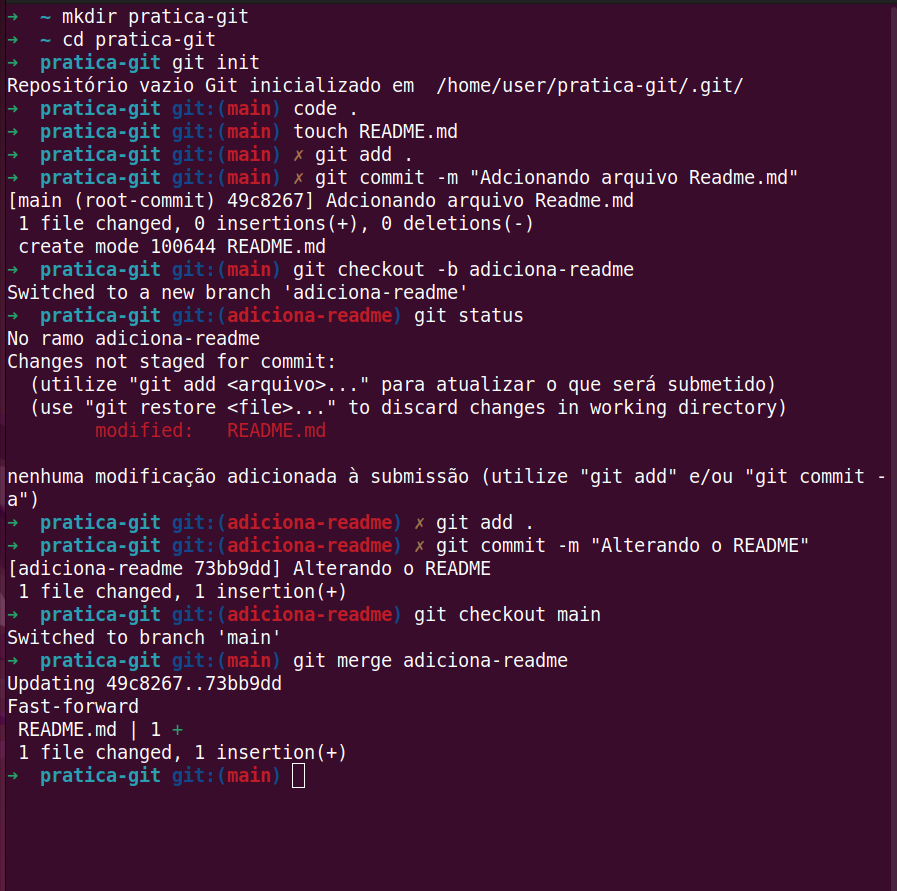 ➜  ~ mkdir pratica-git
➜  ~ cd pratica-git
➜  pratica-git git init
Repositório vazio Git inicializado em  /home/user/pratica-git/.git/
➜  pratica-git git:(main) code .
➜  pratica-git git:(main) touch README.md
➜  pratica-git git:(main) ✗ git add .
➜  pratica-git git:(main) ✗ git commit -m "Adcionando arquivo Readme.md"
[main (root-commit) 49c8267] Adcionando arquivo Readme.md
 1 file changed, 0 insertions(+), 0 deletions(-)
 create mode 100644 README.md
➜  pratica-git git:(main) git checkout -b adiciona-readme
Switched to a new branch 'adiciona-readme'
➜  pratica-git git:(adiciona-readme) git status
No ramo adiciona-readme
Changes not staged for commit:
  (utilize "git add <arquivo>..." para atualizar o que será submetido)
  (use "git restore <file>..." to discard changes in working directory)
        modified:   README.md

nenhuma modificação adicionada à submissão (utilize "git add" e/ou "git commit -
a")
➜  pratica-git git:(adiciona-readme) ✗ git add .
➜  pratica-git git:(adiciona-readme) ✗ git commit -m "Alterando o README"
[adiciona-readme 73bb9dd] Alterando o README
 1 file changed, 1 insertion(+)
➜  pratica-git git:(adiciona-readme) git checkout main
Switched to branch 'main'
➜  pratica-git git:(main) git merge adiciona-readme
Updating 49c8267..73bb9dd
Fast-forward
 README.md | 1 +
 1 file changed, 1 insertion(+)
➜  pratica-git git:(main)